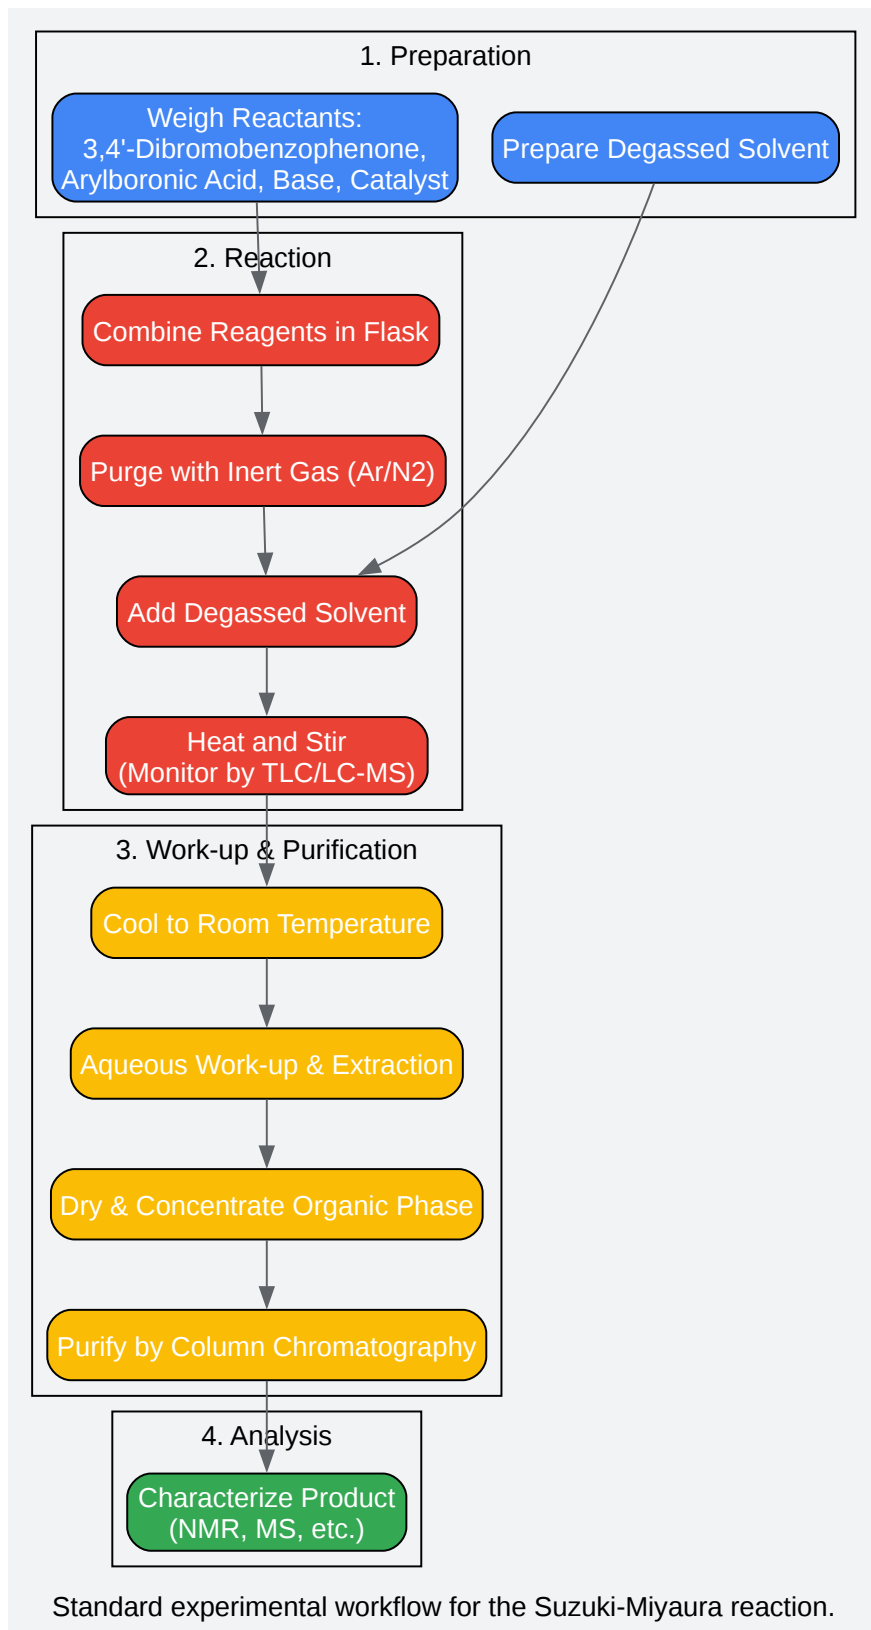 1. Preparation
Weigh Reactants:
3,4'-Dibromobenzophenone,
Arylboronic Acid, Base, Catalyst
Prepare Degassed Solvent
2. Reaction
Combine Reagents in Flask
Purge with Inert Gas (Ar/N2)
Add Degassed Solvent
Heat and Stir
(Monitor by TLC/LC-MS)
3. Work-up & Purification
Cool to Room Temperature
Aqueous Work-up & Extraction
Dry & Concentrate Organic Phase
Purify by Column Chromatography
4. Analysis
Characterize Product
(NMR, MS, etc.)
Standard experimental workflow for the Suzuki-Miyaura reaction.